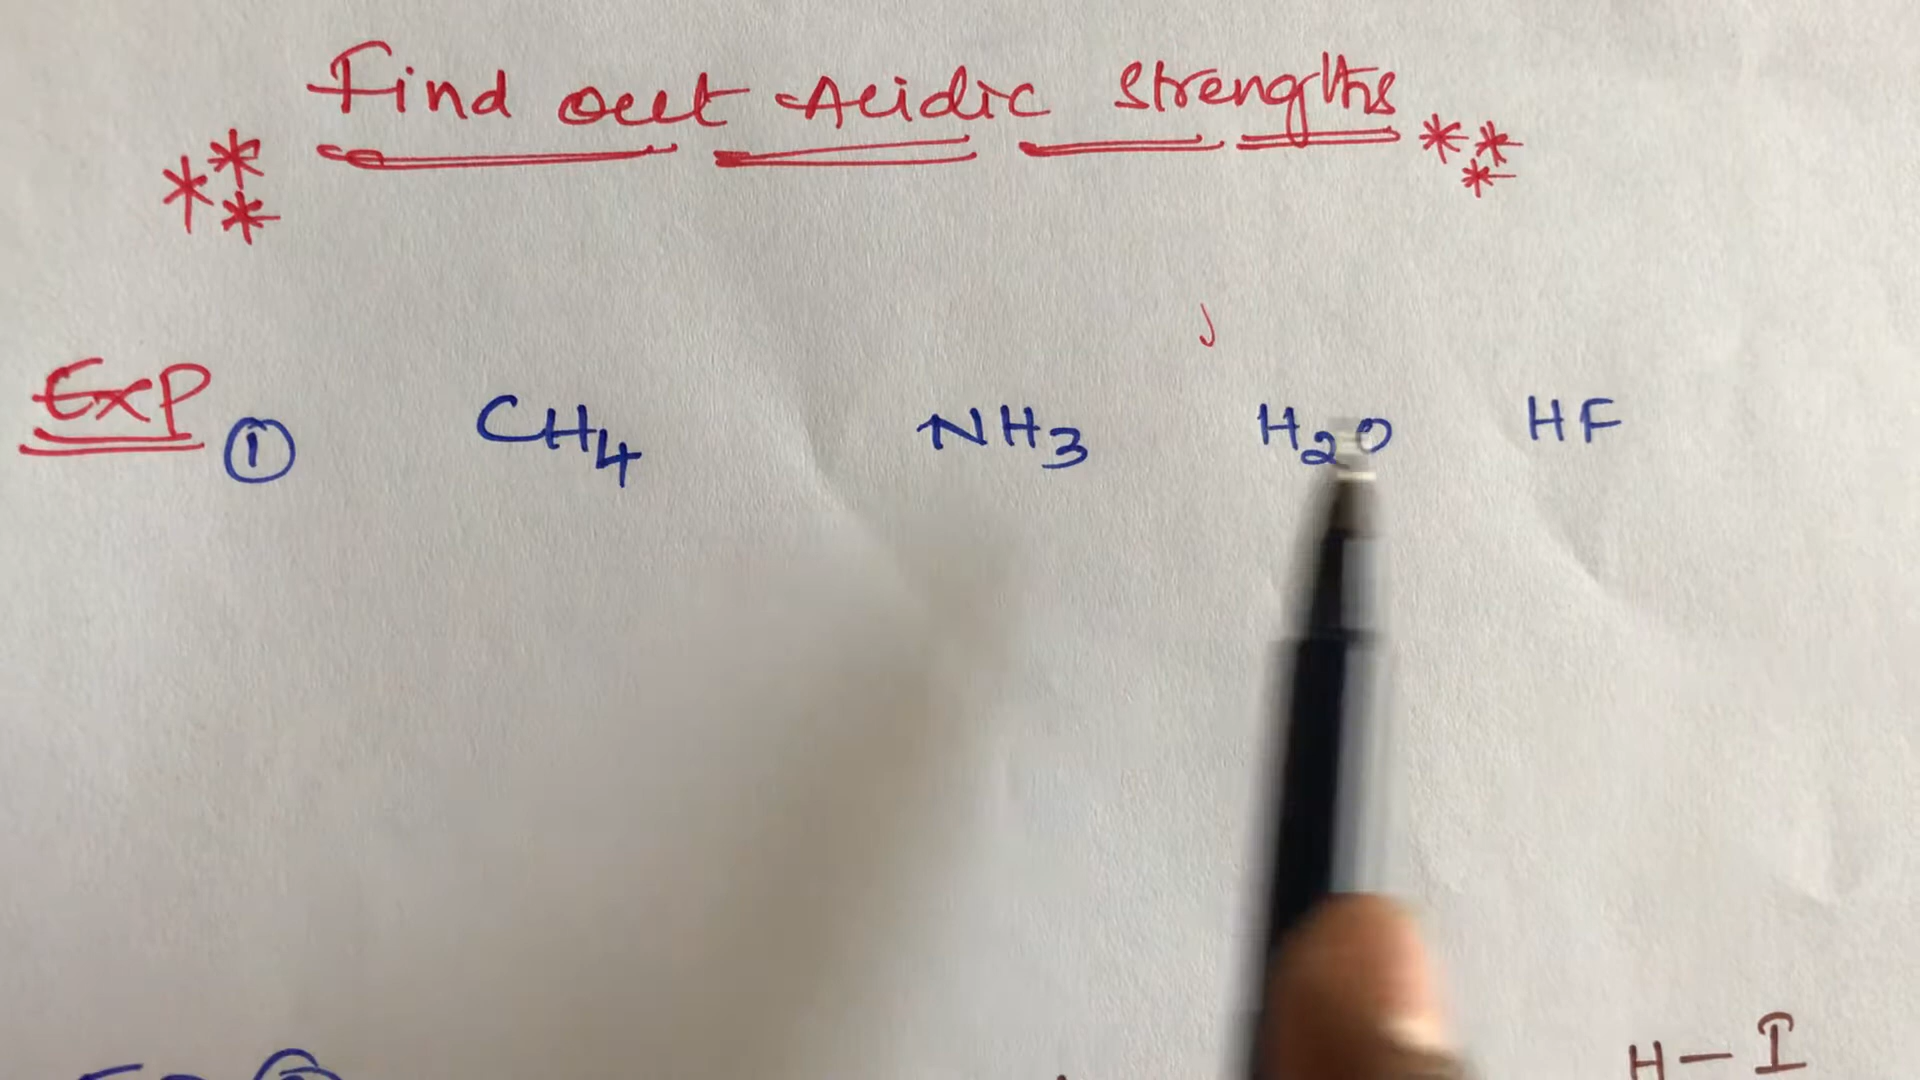 Find out Acidic Strengths
Exp ① CH4 NH3 H2O HF
H-I